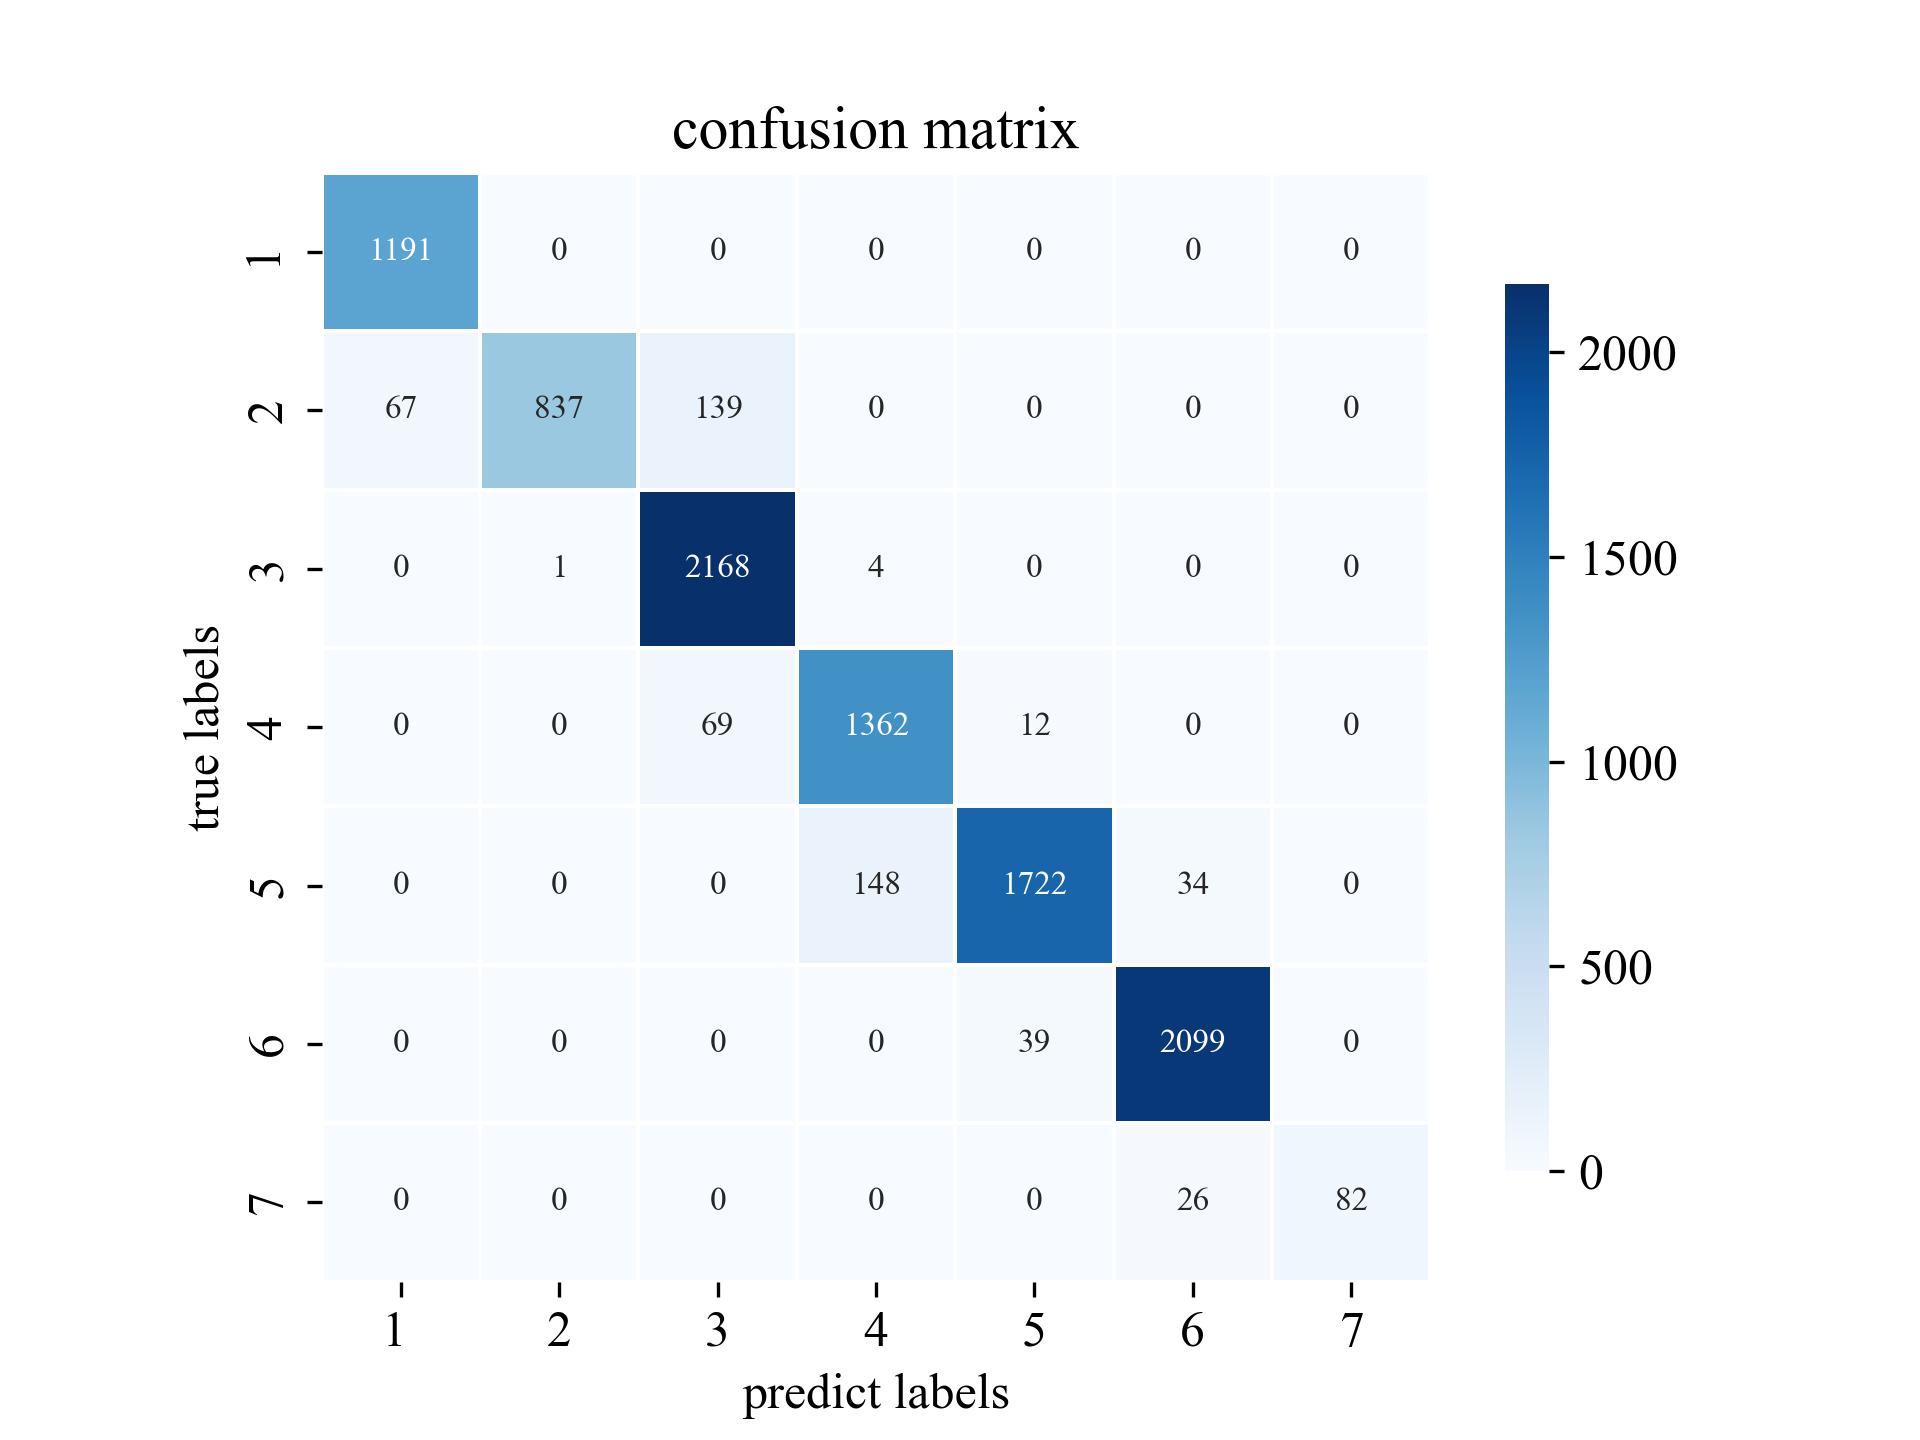 confusion matrix
1 1191 0 0 0 0 0 0
2 67 837 139 0 0 0 0
3 0 1 2168 4 0 0 0
4 0 0 69 1362 12 0 0
5 0 0 0 148 1722 34 0
6 0 0 0 0 39 2099 0
7 0 0 0 0 0 26 82
1 2 3 4 5 6 7
predict labels
true labels
2000
1500
1000
500
0